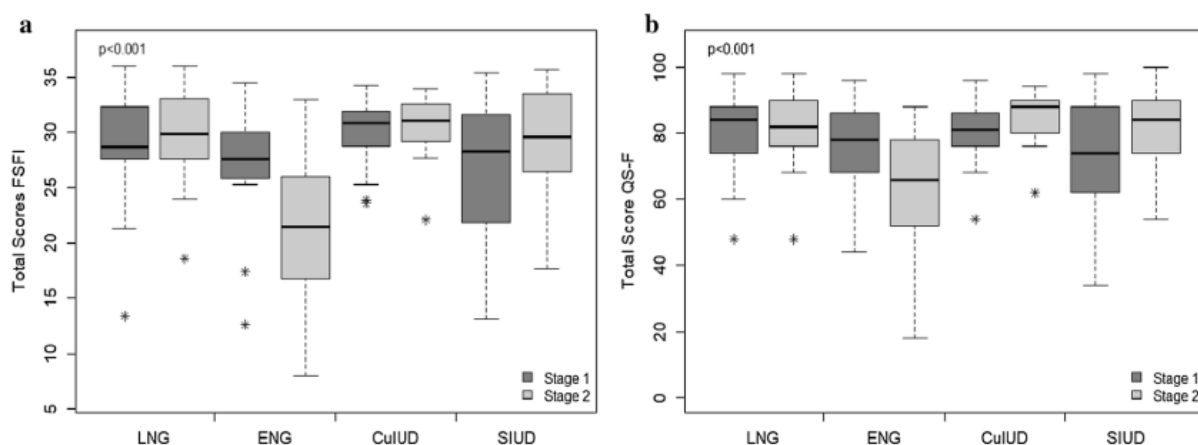 a
p<0.001
Total Scores FSFI
35
30
25
20
15
10
5
Stage 1
Stage 2
LNG ENG CuIUD SIUD
b
p<0.001
Total Score QS-F
100
80
60
40
20
0
Stage 1
Stage 2
LNG ENG CuIUD SIUD